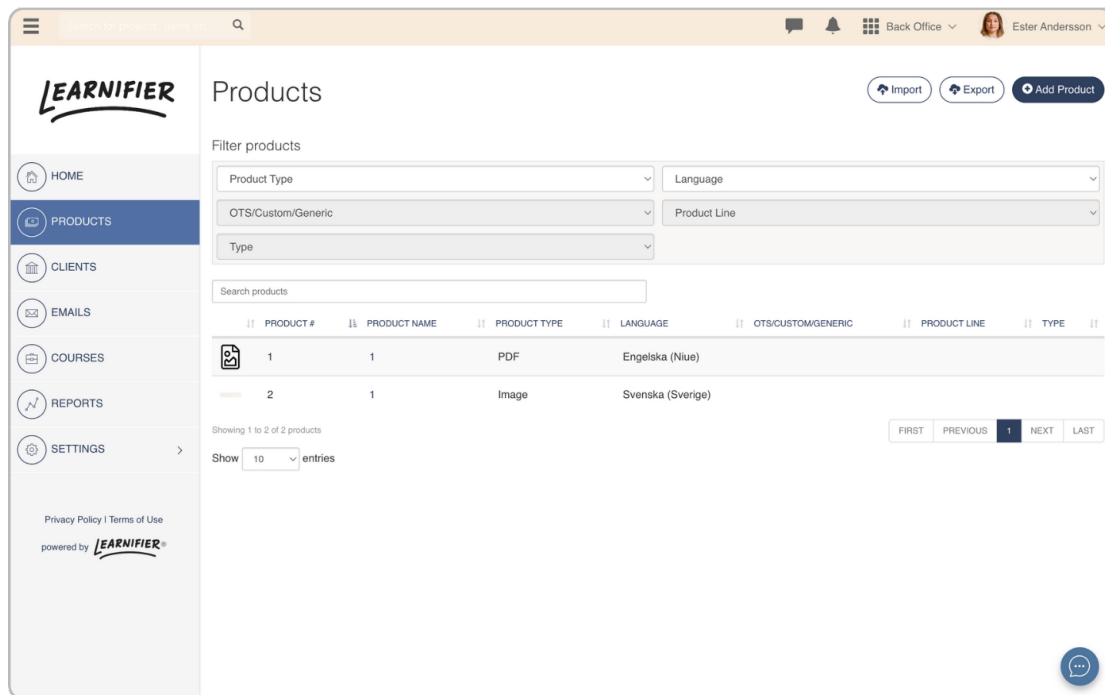 Back Office
Ester Andersson
LEARNIFIER
Products
Import
Export
Add Product
Filter products
HOME
PRODUCTS
CLIENTS
EMAILS
COURSES
REPORTS
SETTINGS
Product Type
Language
OTS/Custom/Generic
Product Line
Type
Search products
PRODUCT # PRODUCT NAME PRODUCT TYPE LANGUAGE OTS/CUSTOM/GENERIC PRODUCT LINE TYPE
1 1 PDF Engelska (Niue)
2 1 Image Svenska (Sverige)
Showing 1 to 2 of 2 products
FIRST PREVIOUS 1 NEXT LAST
Show 10 entries
Privacy Policy | Terms of Use
powered by LEARNIFIER®